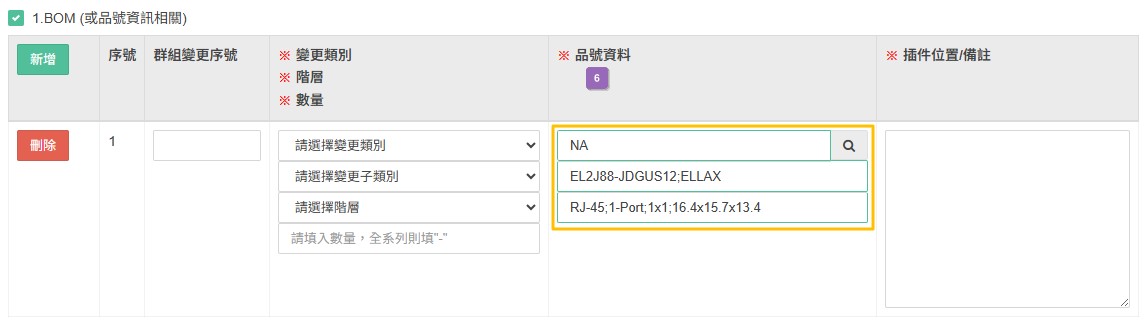 1.BOM (或品號資訊相關)
新增
序號
群組變更序號
※ 變更類別
※ 階層
※ 數量
※ 品號資料
6
※ 插件位置/備註
刪除
1
請選擇變更類別
請選擇變更子類別
請選擇階層
請填入數量，全系列則填"-"
NA
EL2J88-JDGUS12;ELLAX
RJ-45;1-Port;1x1;16.4x15.7x13.4